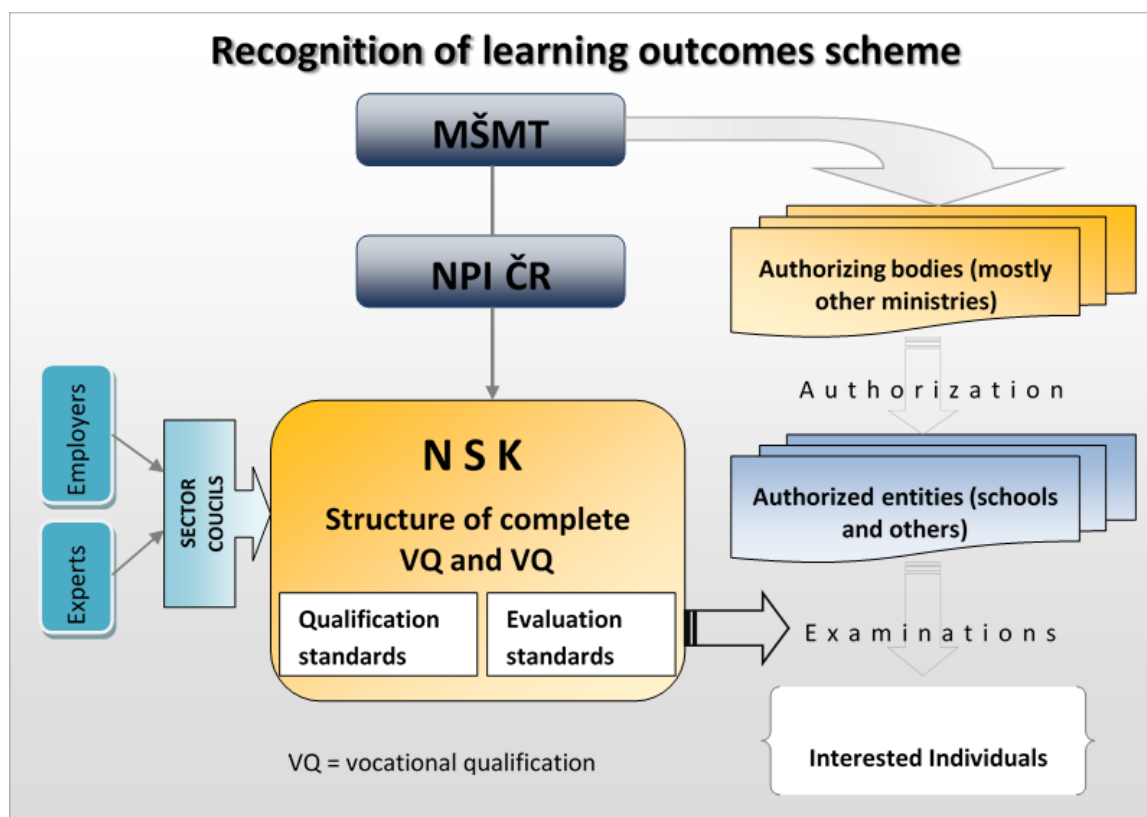 Recognition of learning outcomes scheme
MŠMT
NPI ČR
Authorizing bodies (mostly
other ministries)
Authorization
Employers
Experts
SECTOR
COUCILS
N S K
Structure of complete
VQ and VQ
Qualification
standards
Evaluation
standards
Authorized entities (schools
and others)
Examinations
Interested Individuals
VQ = vocational qualification